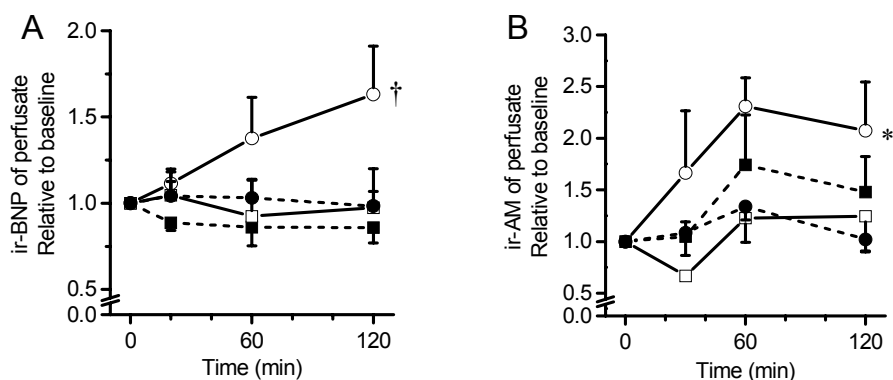 A
ir-BNP of perfusate
Relative to baseline
2.0
1.5
1.0
0.5
0.0
†
0
60
120
Time (min)
B
ir-AM of perfusate
Relative to baseline
3.0
2.5
2.0
1.5
1.0
0.5
0.0
*
0
60
120
Time (min)